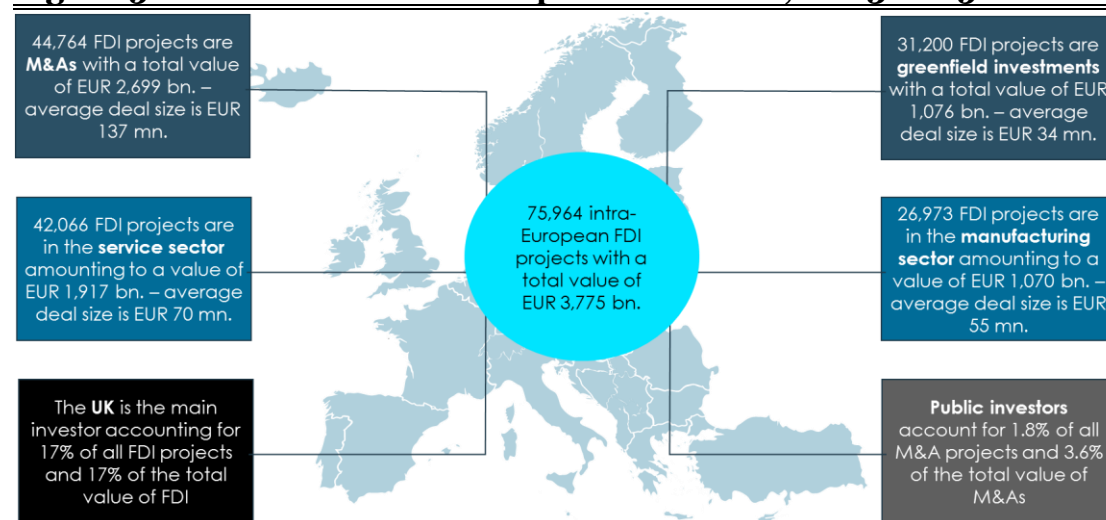 44,764 FDI projects are
M&As with a total value
of EUR 2,699 bn. –
average deal size is EUR
137 mn.
31,200 FDI projects are
greenfield investments
with a total value of EUR
1,076 bn. – average
deal size is EUR 34 mn.
75,964 intra-
European FDI
projects with a
total value of
EUR 3,775 bn.
42,066 FDI projects are
in the service sector
amounting to a value of
EUR 1,917 bn. – average
deal size is EUR 70 mn.
26,973 FDI projects are
in the manufacturing
sector amounting to a
value of EUR 1,070 bn. –
average deal size is EUR
55 mn.
The UK is the main
investor accounting for
17% of all FDI projects
and 17% of the total
value of FDI
Public investors
account for 1.8% of all
M&A projects and 3.6%
of the total value of
M&As